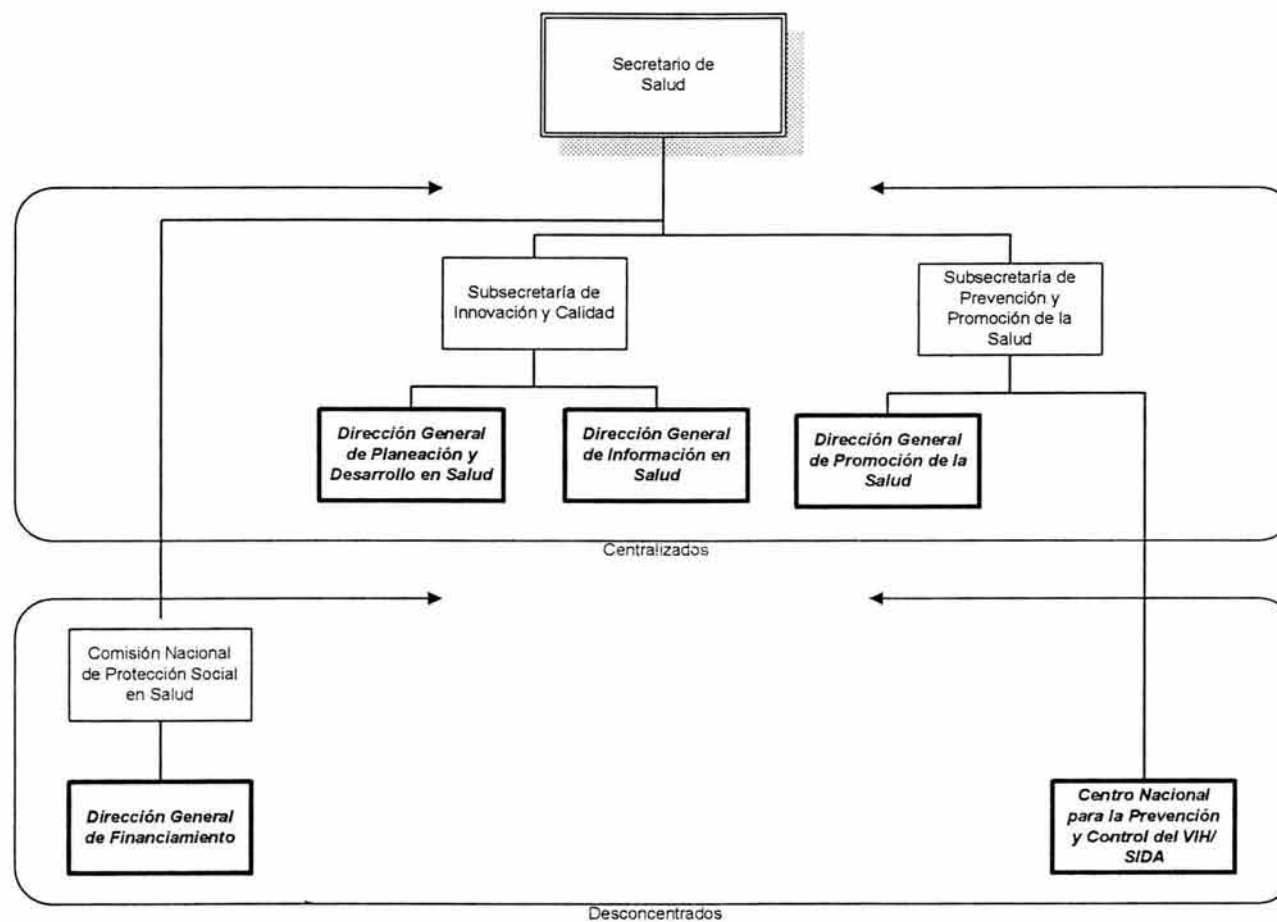 Secretario de
Salud
Subsecretaría de
Innovación y Calidad
Subsecretaría de
Prevención y
Promoción de la
Salud
Dirección General
de Planeación y
Desarrollo en Salud
Dirección General
de Información en
Salud
Dirección General
de Promoción de la
Salud
Centralizados
Comisión Nacional
de Protección Social
en Salud
Dirección General
de Financiamiento
Centro Nacional
para la Prevención
y Control del VIH/
SIDA
Desconcentrados